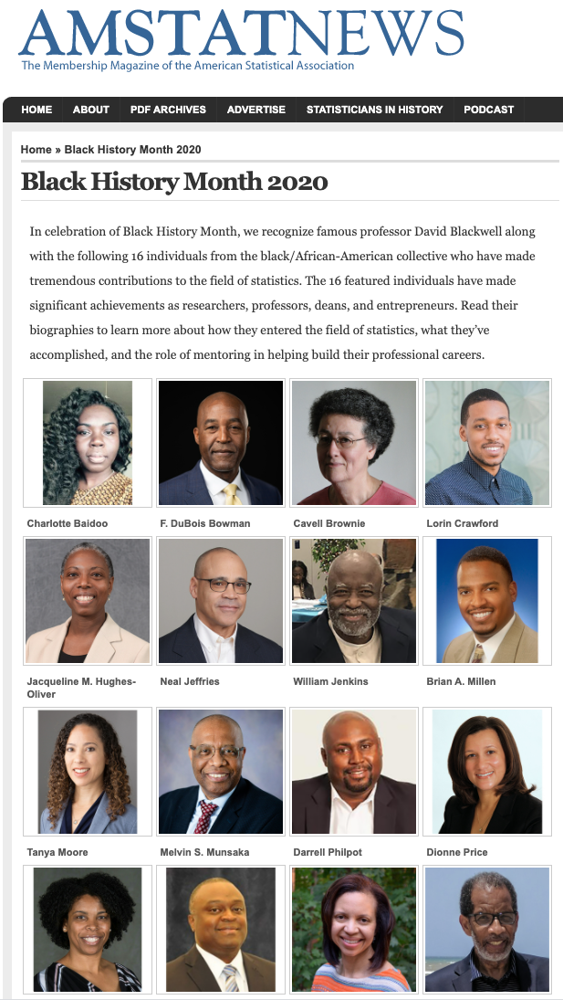 AMSTATNEWS
The Membership Magazine of the American Statistical Association
HOME ABOUT PDF ARCHIVES ADVERTISE STATISTICIANS IN HISTORY PODCAST
Home » Black History Month 2020
Black History Month 2020
In celebration of Black History Month, we recognize famous professor David Blackwell along
with the following 16 individuals from the black/African-American collective who have made
tremendous contributions to the field of statistics. The 16 featured individuals have made
significant achievements as researchers, professors, deans, and entrepreneurs. Read their
biographies to learn more about how they entered the field of statistics, what they've
accomplished, and the role of mentoring in helping build their professional careers.
Charlotte Baidoo F. DuBois Bowman Cavell Brownie Lorin Crawford
Jacqueline M. Hughes- Neal Jeffries William Jenkins Brian A. Millen
Oliver
Tanya Moore Melvin S. Munsaka Darrell Philpot Dionne Price